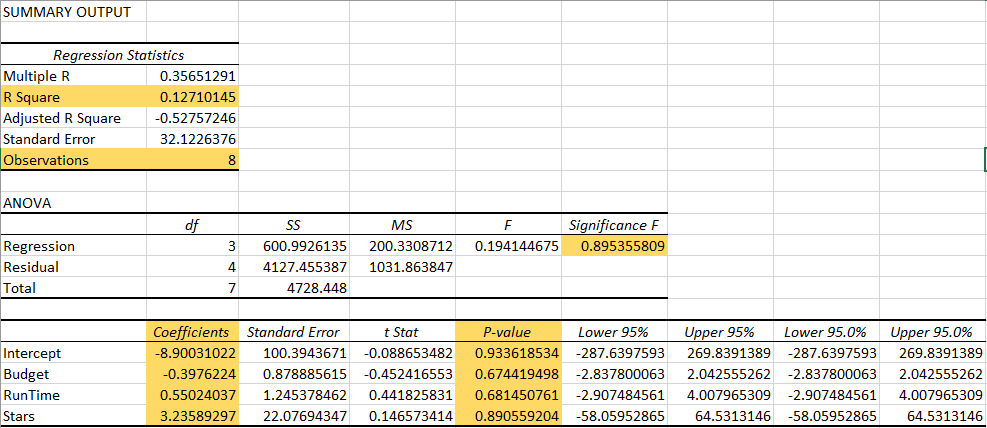 SUMMARY OUTPUT
Regression Statistics
Multiple R 0.35651291
R Square 0.12710145
Adjusted R Square -0.52757246
Standard Error 32.1226376
Observations 8
ANOVA
df SS MS F Significance F
Regression 3 600.9926135 200.3308712 0.194144675 0.895355809
Residual 4 4127.455387 1031.863847
Total 7 4728.448
Coefficients Standard Error t Stat P-value Lower 95% Upper 95% Lower 95.0% Upper 95.0%
Intercept -8.90031022 100.3943671 -0.088653482 0.933618534 -287.6397593 269.8391389 -287.6397593 269.8391389
Budget -0.3976224 0.878885615 -0.452416553 0.674419498 -2.837800063 2.042555262 -2.837800063 2.042555262
RunTime 0.55024037 1.245378462 0.441825831 0.681450761 -2.907484561 4.007965309 -2.907484561 4.007965309
Stars 3.23589297 22.07694347 0.146573414 0.890559204 -58.05952865 64.5313146 -58.05952865 64.5313146